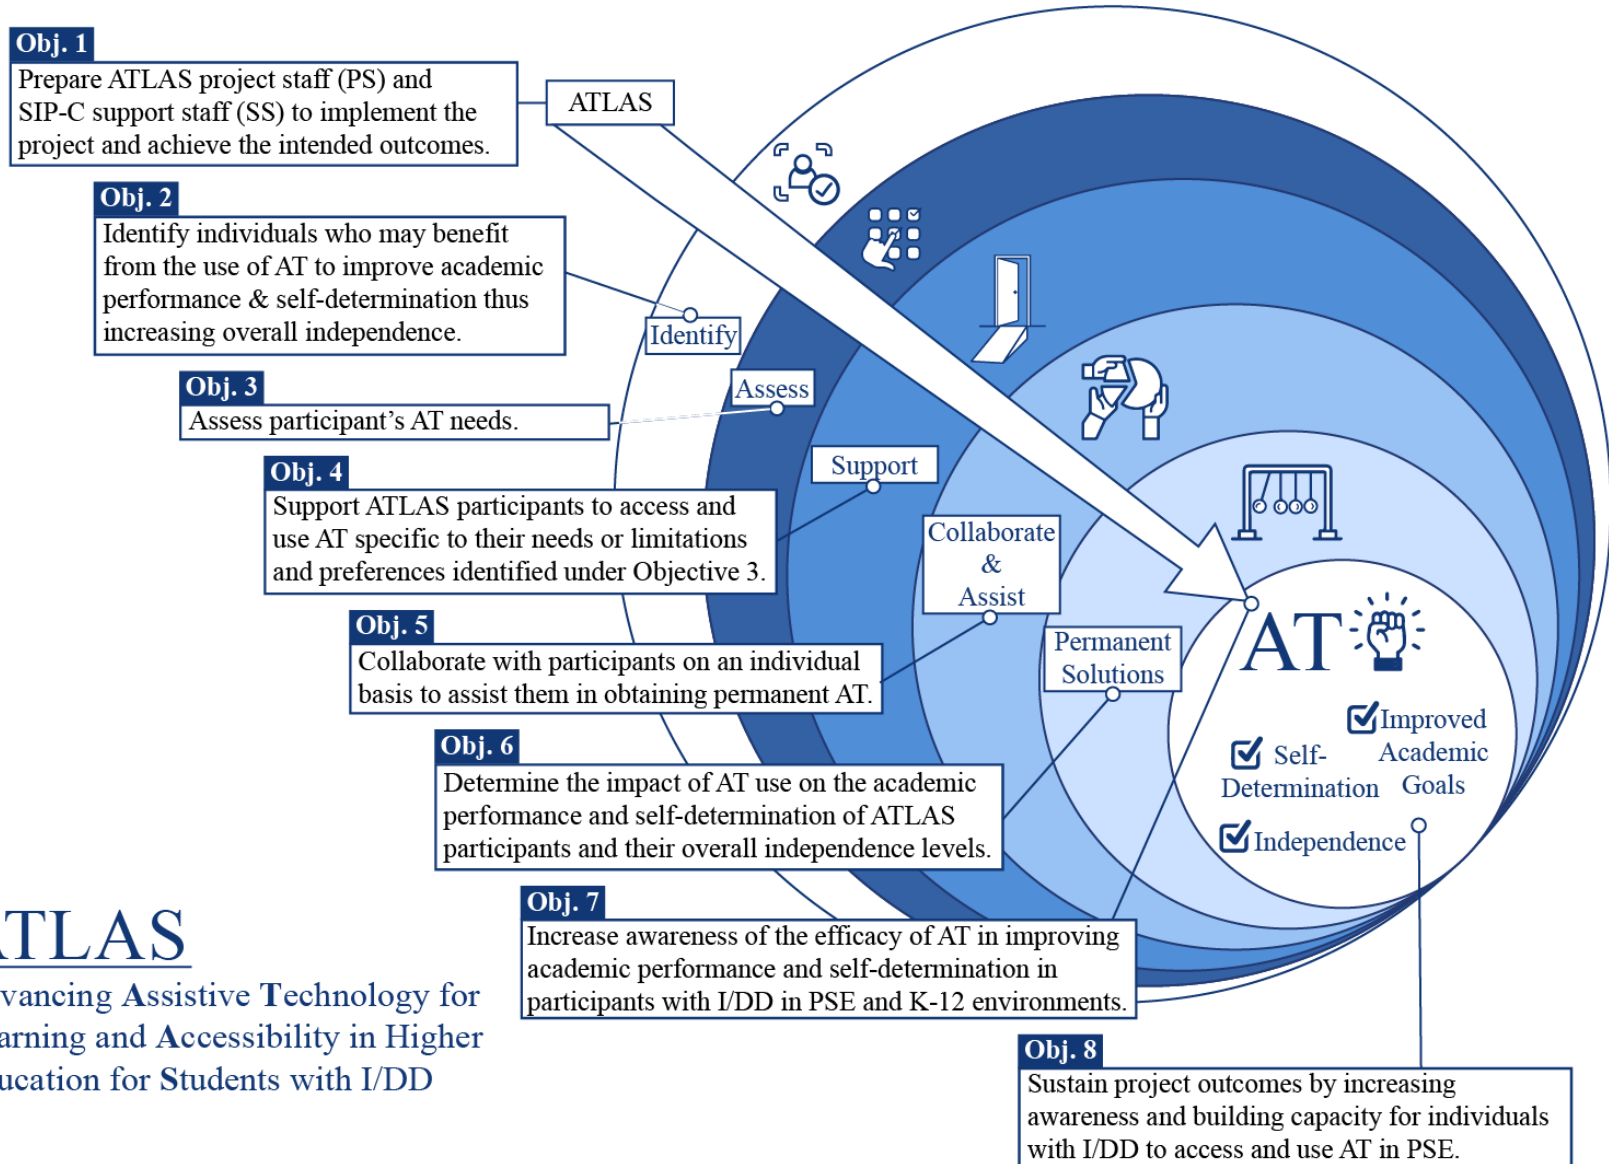 Obj. 1
Prepare ATLAS project staff (PS) and
SIP-C support staff (SS) to implement the
project and achieve the intended outcomes.
ATLAS
Obj. 2
Identify individuals who may benefit
from the use of AT to improve academic
performance & self-determination thus
increasing overall independence.
Identify
Obj. 3
Assess participant’s AT needs.
Assess
Obj. 4
Support ATLAS participants to access and
use AT specific to their needs or limitations
and preferences identified under Objective 3.
Support
Obj. 5
Collaborate with participants on an individual
basis to assist them in obtaining permanent AT.
Collaborate
&
Assist
Obj. 6
Determine the impact of AT use on the academic
performance and self-determination of ATLAS
participants and their overall independence levels.
Permanent
Solutions
Obj. 7
Increase awareness of the efficacy of AT in improving
academic performance and self-determination in
participants with I/DD in PSE and K-12 environments.
AT
Improved
Academic
Goals
Self-
Determination
Independence
Obj. 8
Sustain project outcomes by increasing
awareness and building capacity for individuals
with I/DD to access and use AT in PSE.
ATLAS
vancing Assistive Technology for
arning and Accessibility in Higher
ucation for Students with I/DD